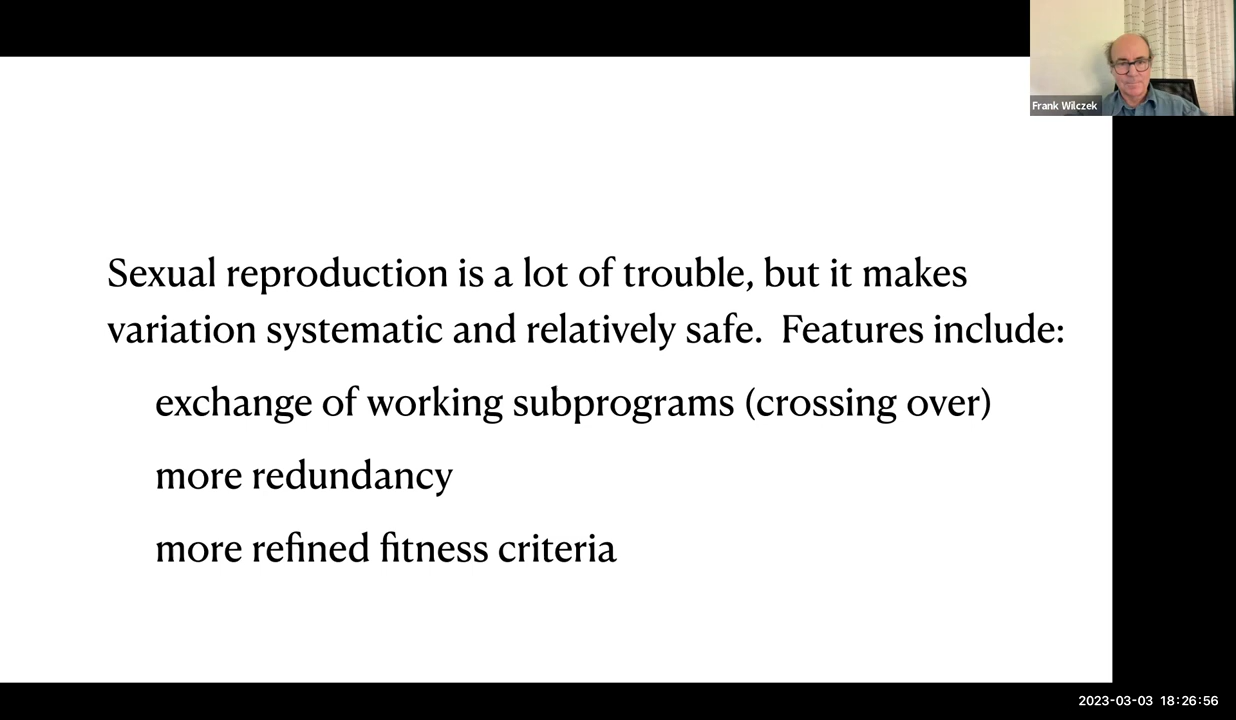 Frank Wilczek
Sexual reproduction is a lot of trouble, but it makes
variation systematic and relatively safe.  Features include:
exchange of working subprograms (crossing over)
more redundancy
more refined fitness criteria
2023-03-03 18:26:56